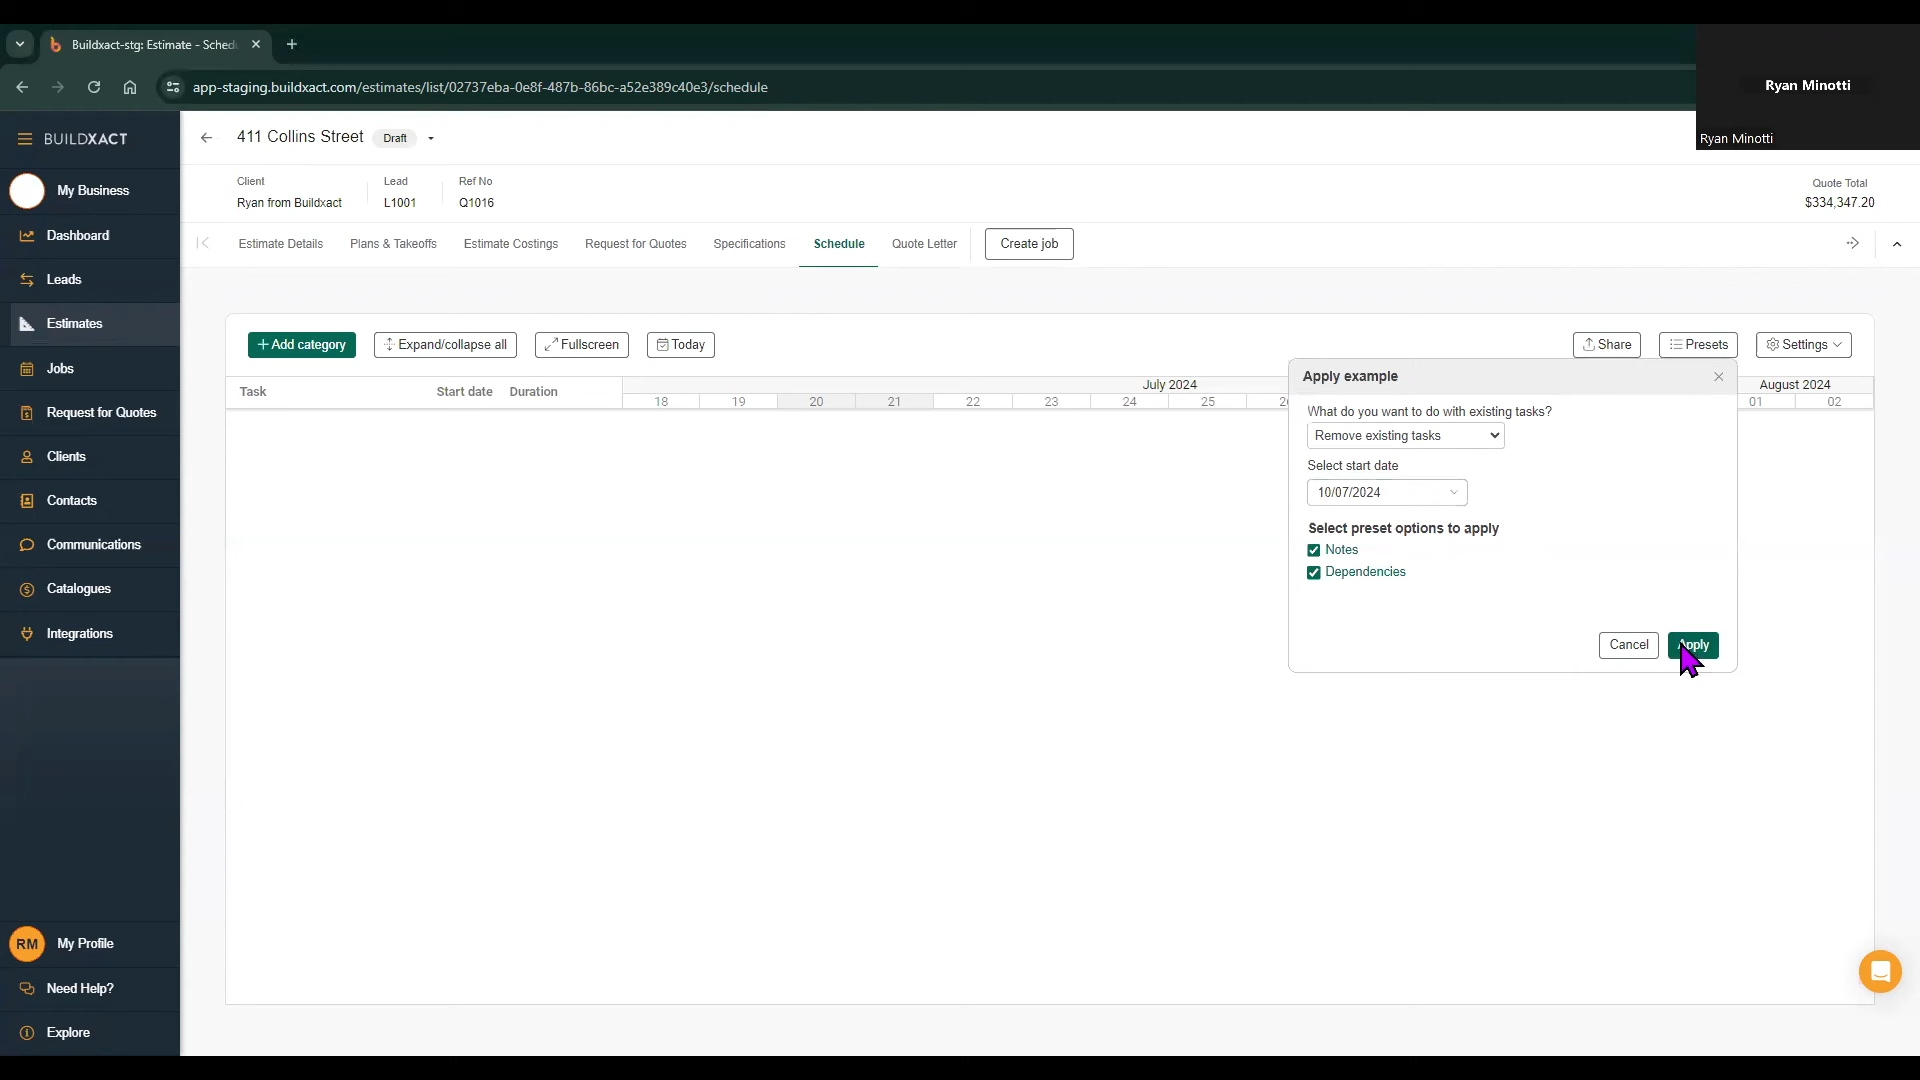 Buildxact-stg: Estimate - Sched
app-staging.buildxact.com/estimates/list/02737eba-0e8f-487b-86bc-a52e389c40e3/schedule
Ryan Minotti
Ryan Minotti
BUILDXACT
411 Collins Street Draft
My Business
Client Lead Ref No Quote Total
Ryan from Buildxact L1001 Q1016 $334,347.20
Dashboard
Estimate Details Plans & Takeoffs Estimate Costings Request for Quotes Specifications Schedule Quote Letter Create job
Leads
Estimates
+ Add category Expand/collapse all Fullscreen Today Share Presets Settings
Jobs
Apply example
Task Start date Duration July 2024 August 2024
18 19 20 21 22 23 24 25 01 02
Request for Quotes
What do you want to do with existing tasks?
Remove existing tasks
Clients
Select start date
10/07/2024
Contacts
Select preset options to apply
Communications
Notes
Dependencies
Catalogues
Integrations
Cancel Apply
RM My Profile
Need Help?
Explore